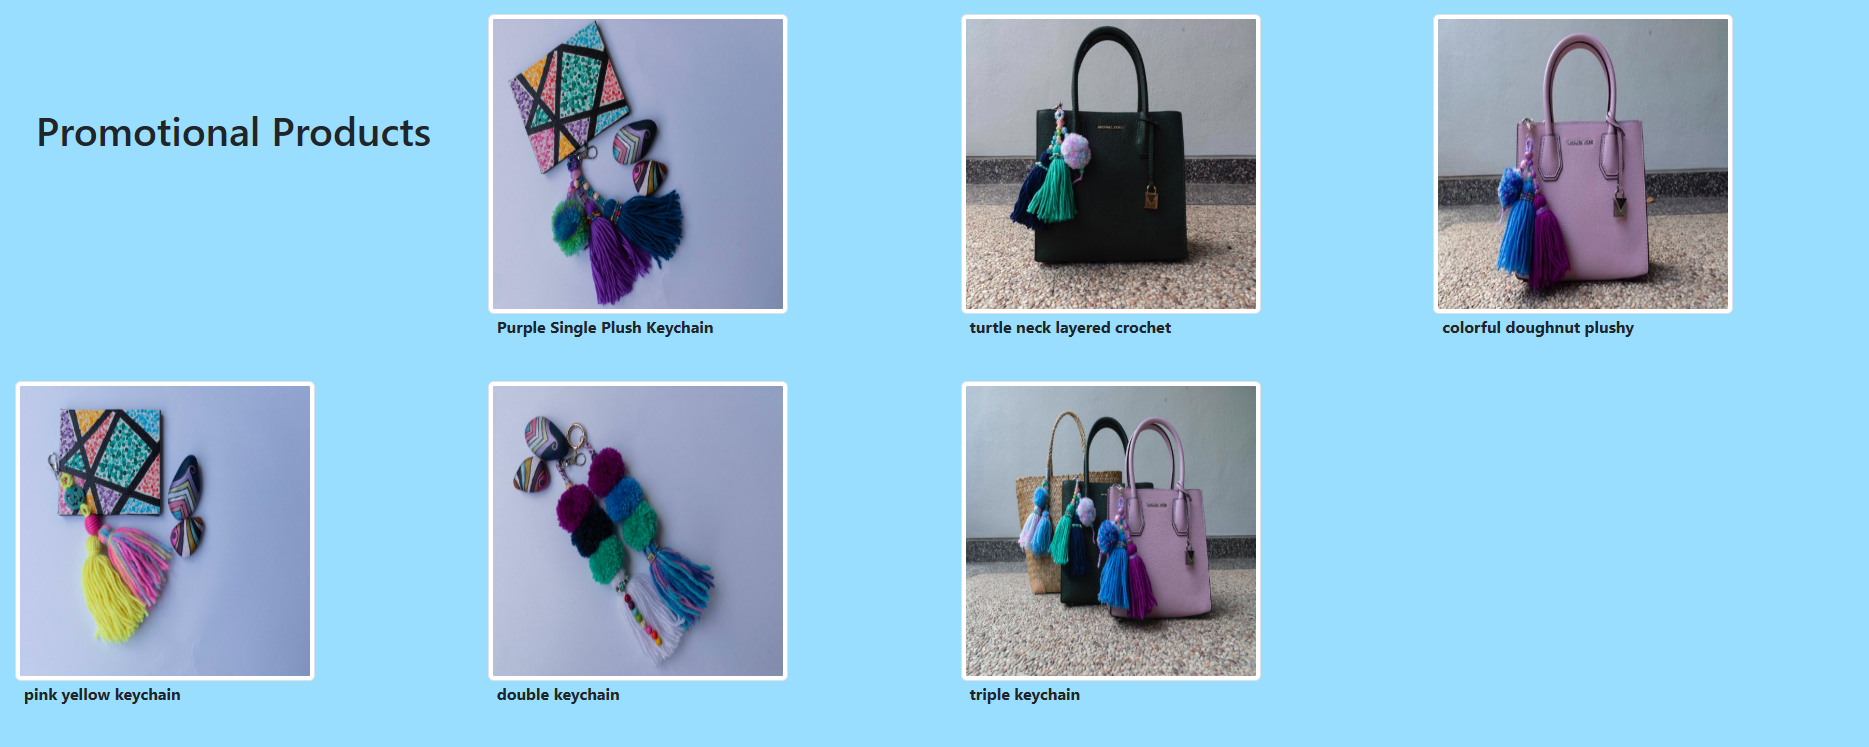 Promotional Products
Purple Single Plush Keychain
turtle neck layered crochet
colorful doughnut plushy
pink yellow keychain
double keychain
triple keychain